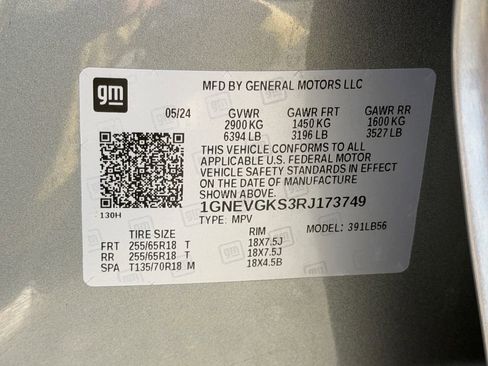 gm
MFD BY GENERAL MOTORS LLC
05/24 GVWR GAWR FRT GAWR RR
2900 KG 1450 KG 1600 KG
6394 LB 3196 LB 3527 LB
THIS VEHICLE CONFORMS TO ALL
APPLICABLE U.S. FEDERAL MOTOR
VEHICLE SAFETY STANDARDS IN EFFECT
ON THE DATE OF MANUFACTURE
SHOWN ABOVE.
130H
1GNEVGKS3RJ173749
TYPE: MPV MODEL: 391LB56
TIRE SIZE RIM
FRT 255/65R18 T 18X7.5J
RR 255/65R18 T 18X7.5J
SPA T135/70R18 M 18X4.5B